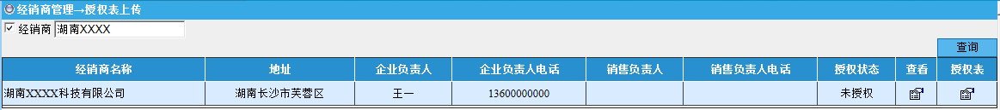 经销商管理→授权表上传
经销商 湖南XXXX
查询
经销商名称 地址 企业负责人 企业负责人电话 销售负责人 销售负责人电话 授权状态 查看 授权表
湖南XXXX科技有限公司 湖南长沙市芙蓉区 王一 13600000000 未授权